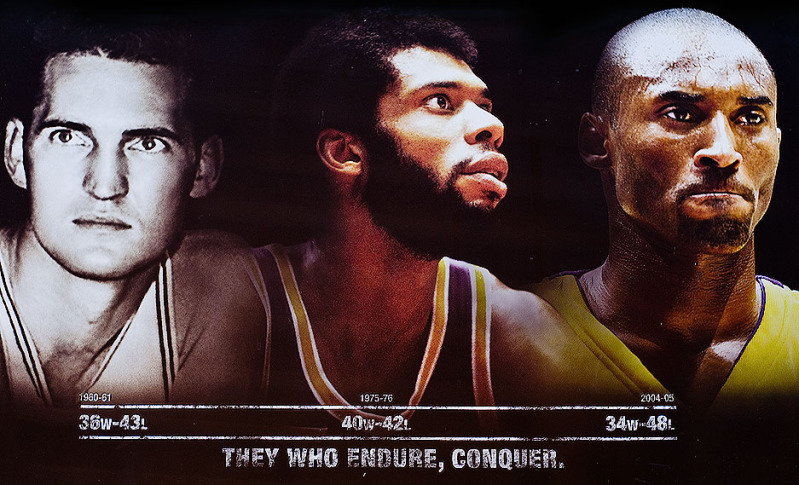 1960-61 1975-76 2004-05
36W-43L 40W-42L 34W-48L
THEY WHO ENDURE, CONQUER.